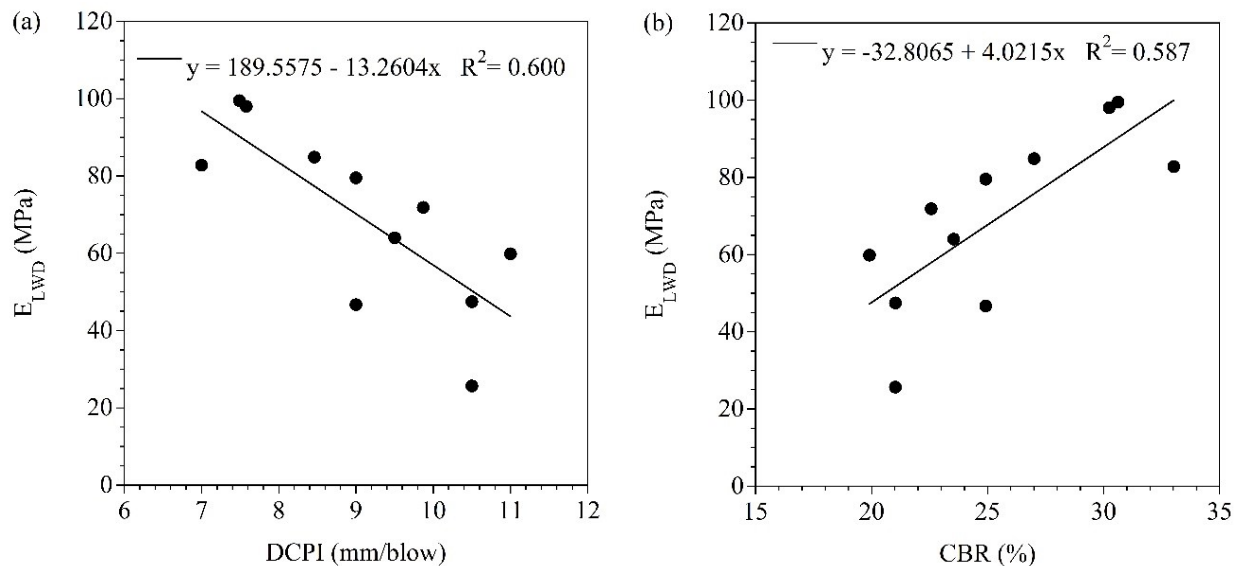 (a)
y = 189.5575 - 13.2604x R²= 0.600
120
100
80
60
40
20
0
E_LWD (MPa)
6 7 8 9 10 11 12
DCPI (mm/blow)
(b)
y = -32.8065 + 4.0215x R²= 0.587
120
100
80
60
40
20
0
E_LWD (MPa)
15 20 25 30 35
CBR (%)